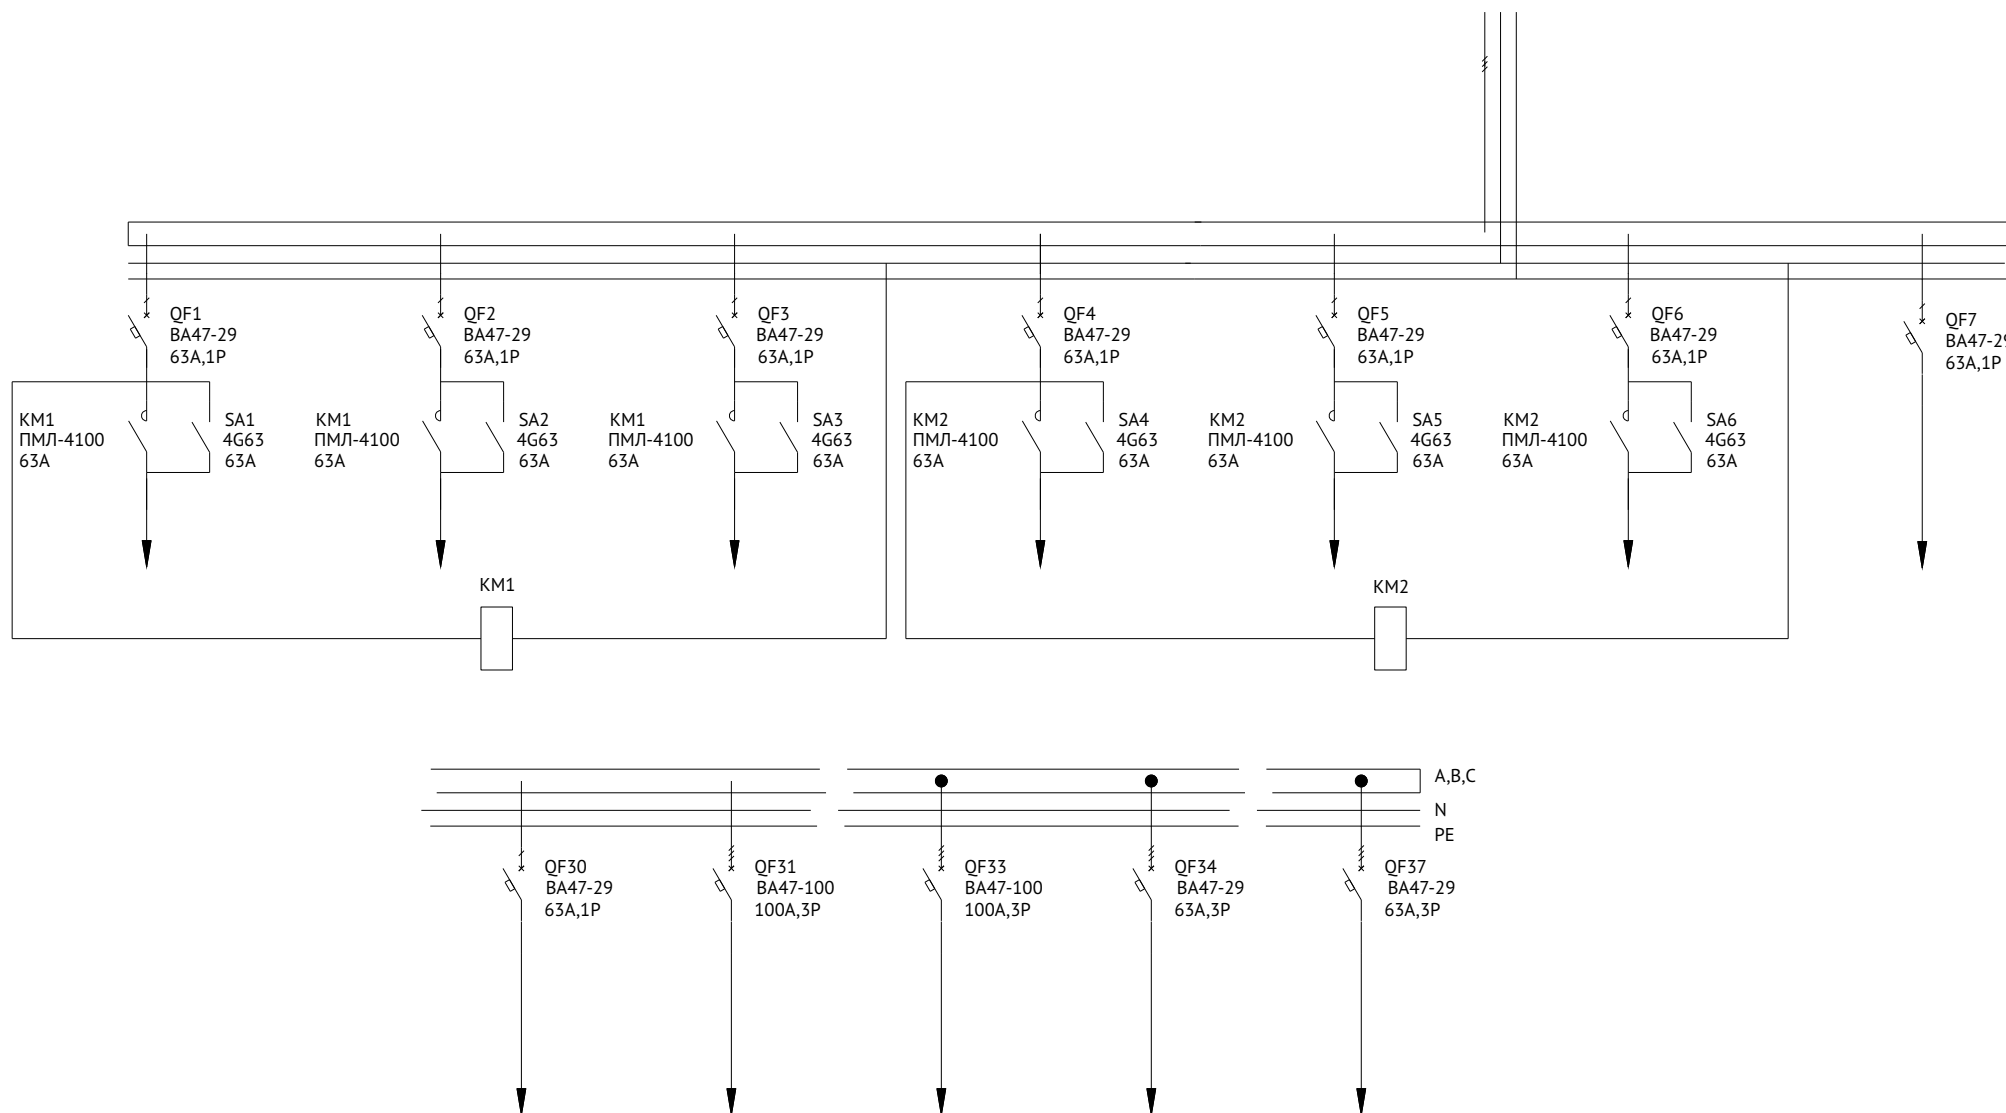 QF1
ВА47-29
63А,1Р
QF2
ВА47-29
63А,1Р
QF3
ВА47-29
63А,1Р
QF4
ВА47-29
63А,1Р
QF5
ВА47-29
63А,1Р
QF6
ВА47-29
63А,1Р
QF7
ВА47-29
63А,1Р
КМ1
ПМЛ-4100
63А
SA1
4G63
63А
КМ1
ПМЛ-4100
63А
SA2
4G63
63А
КМ1
ПМЛ-4100
63А
SA3
4G63
63А
КМ2
ПМЛ-4100
63А
SA4
4G63
63А
КМ2
ПМЛ-4100
63А
SA5
4G63
63А
КМ2
ПМЛ-4100
63А
SA6
4G63
63А
КМ1
КМ2
A,B,C
N
PE
QF30
ВА47-29
63А,1Р
QF31
ВА47-100
100А,3Р
QF33
ВА47-100
100А,3Р
QF34
ВА47-29
63А,3Р
QF37
ВА47-29
63А,3Р